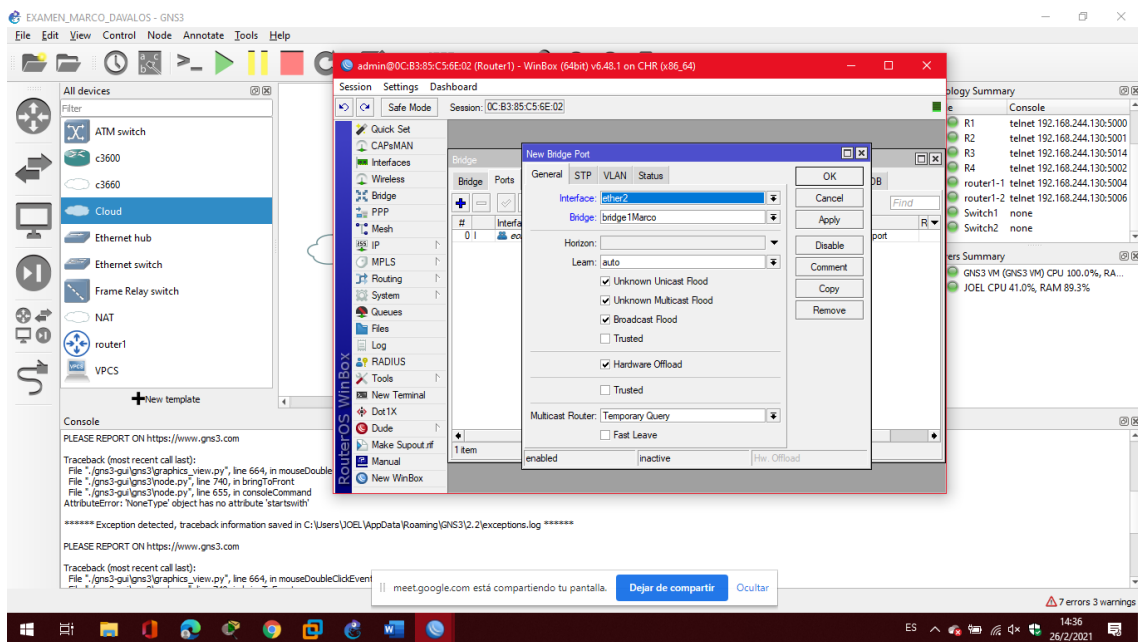 EXAMEN_MARCO_DAVALOS - GNS3
File Edit View Control Node Annotate Tools Help
All devices
Filter
ATM switch
c3600
c3660
Cloud
Ethernet hub
Ethernet switch
Frame Relay switch
NAT
router1
VPCS
New template
admin@0C:B3:85:C5:6E:02 (Router1) - WinBox (64bit) v6.48.1 on CHR (x86_64)
Session Settings Dashboard
Safe Mode Session: 0C:B3:85:C5:6E:02
RouterOS WinBox
Quick Set
CAPsMAN
Interfaces
Wireless
Bridge
PPP
Mesh
IP
MPLS
Routing
System
Queues
Files
Log
RADIUS
Tools
New Terminal
Dot1X
Dude
Make Supout.rif
Manual
New WinBox
Bridge
Bridge Ports
Find
# Interfa
0 I
1 item
New Bridge Port
General STP VLAN Status
Interface: ether2
Bridge: bridge1Marco
Horizon:
Learn: auto
Unknown Unicast Flood
Unknown Multicast Flood
Broadcast Flood
Trusted
Hardware Offload
Trusted
Multicast Router: Temporary Query
Fast Leave
enabled inactive Hw. Offload
OK
Cancel
Apply
Disable
Comment
Copy
Remove
ology Summary
e Console
R1 telnet 192.168.244.130:5000
R2 telnet 192.168.244.130:5001
R3 telnet 192.168.244.130:5014
R4 telnet 192.168.244.130:5002
router1-1 telnet 192.168.244.130:5004
router1-2 telnet 192.168.244.130:5006
Switch1 none
Switch2 none
ers Summary
GNS3 VM (GNS3 VM) CPU 100.0%, RA...
JOEL CPU 41.0%, RAM 89.3%
Console
PLEASE REPORT ON https://www.gns3.com
Traceback (most recent call last):
File "./gns3-gui\gns3\graphics_view.py", line 664, in mouseDouble
File "./gns3-gui\gns3\node.py", line 740, in bringToFront
File "./gns3-gui\gns3\node.py", line 655, in consoleCommand
AttributeError: 'NoneType' object has no attribute 'startswith'
****** Exception detected, traceback information saved in C:\Users\JOEL\AppData\Roaming\GNS3\2.2\exceptions.log ******
PLEASE REPORT ON https://www.gns3.com
Traceback (most recent call last):
File "./gns3-gui\gns3\graphics_view.py", line 664, in mouseDoubleClickEvent
meet.google.com está compartiendo tu pantalla. Dejar de compartir Ocultar
7 errors 3 warnings
ES 14:36
26/2/2021